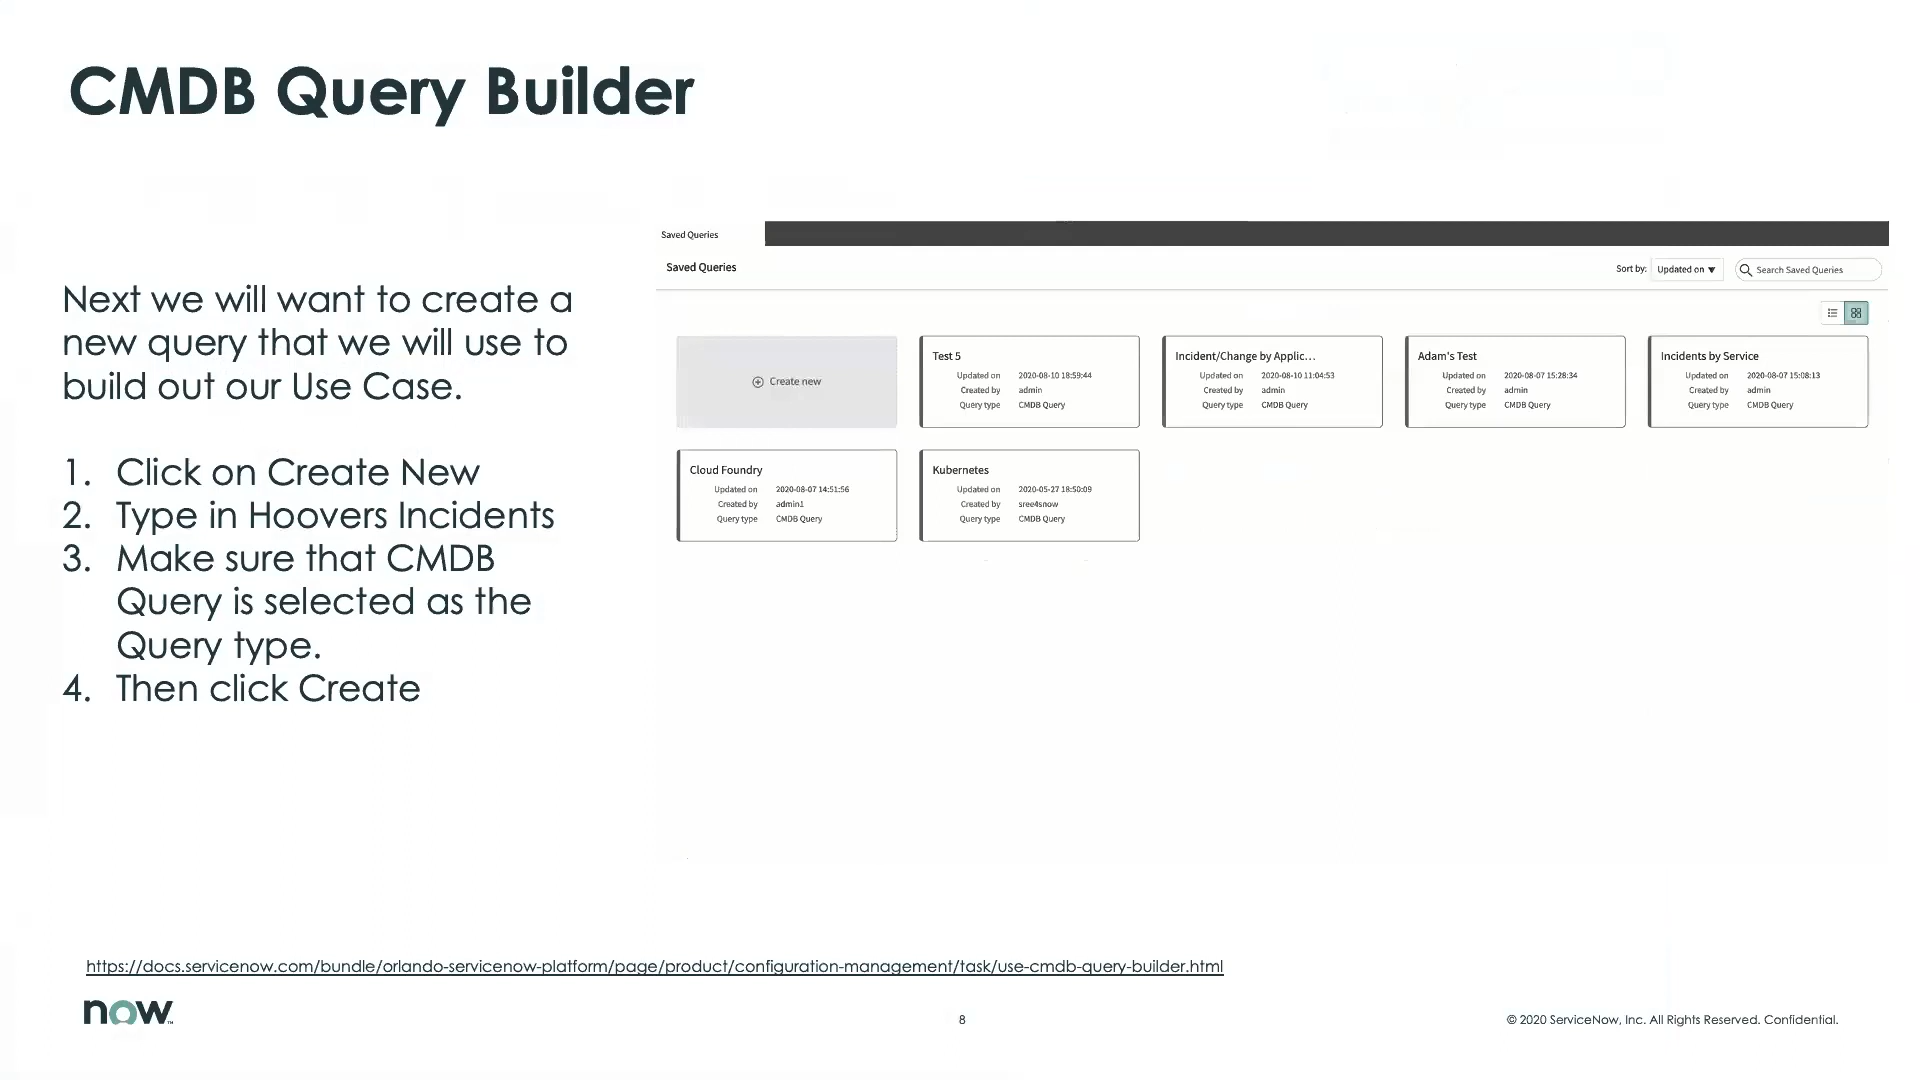 CMDB Query Builder
Next we will want to create a
new query that we will use to
build out our Use Case.
1. Click on Create New
2. Type in Hoovers Incidents
3. Make sure that CMDB
Query is selected as the
Query type.
4. Then click Create
Saved Queries
Saved Queries
Sort by: Updated on ▼ Search Saved Queries
Create new
Test 5
Updated on 2020-08-10 18:59:44
Created by admin
Query type CMDB Query
Incident/Change by Applic...
Updated on 2020-08-10 11:04:53
Created by admin
Query type CMDB Query
Adam's Test
Updated on 2020-08-07 15:28:34
Created by admin
Query type CMDB Query
Incidents by Service
Updated on 2020-08-07 15:08:13
Created by admin
Query type CMDB Query
Cloud Foundry
Updated on 2020-08-07 14:51:56
Created by admin1
Query type CMDB Query
Kubernetes
Updated on 2020-05-27 18:50:09
Created by sree4snow
Query type CMDB Query
https://docs.servicenow.com/bundle/orlando-servicenow-platform/page/product/configuration-management/task/use-cmdb-query-builder.html
now™
8
© 2020 ServiceNow, Inc. All Rights Reserved. Confidential.